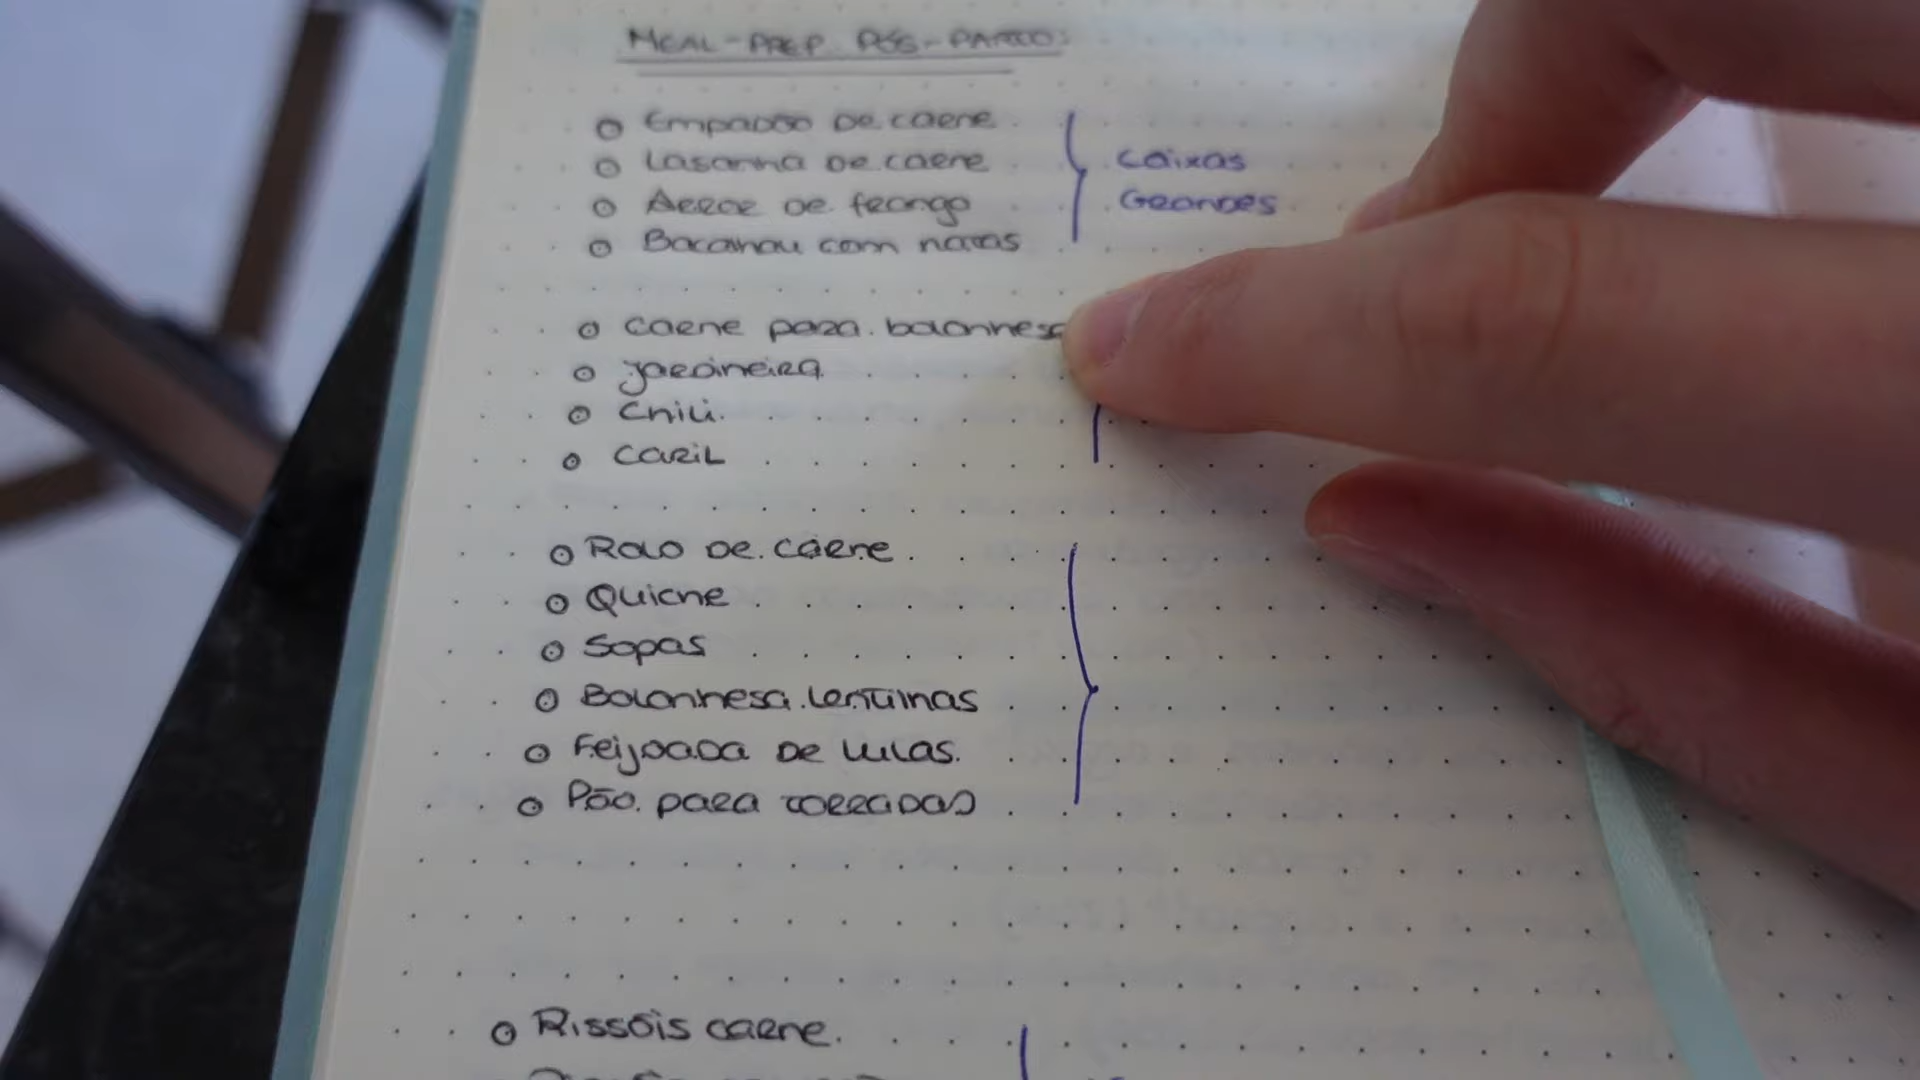 MEAL-PREP PÓS-PARTO:
Empadão de carne
Lasanha de carne
Arroz de frango
Bacalhau com natas
Caixas
Grandes
Carne para bolonhesa
Jardineira
Chili
Caril
Rolo de carne
Quiche
Sopas
Bolonhesa lentilhas
Feijoada de lulas
Pão para torradas
Rissóis carne